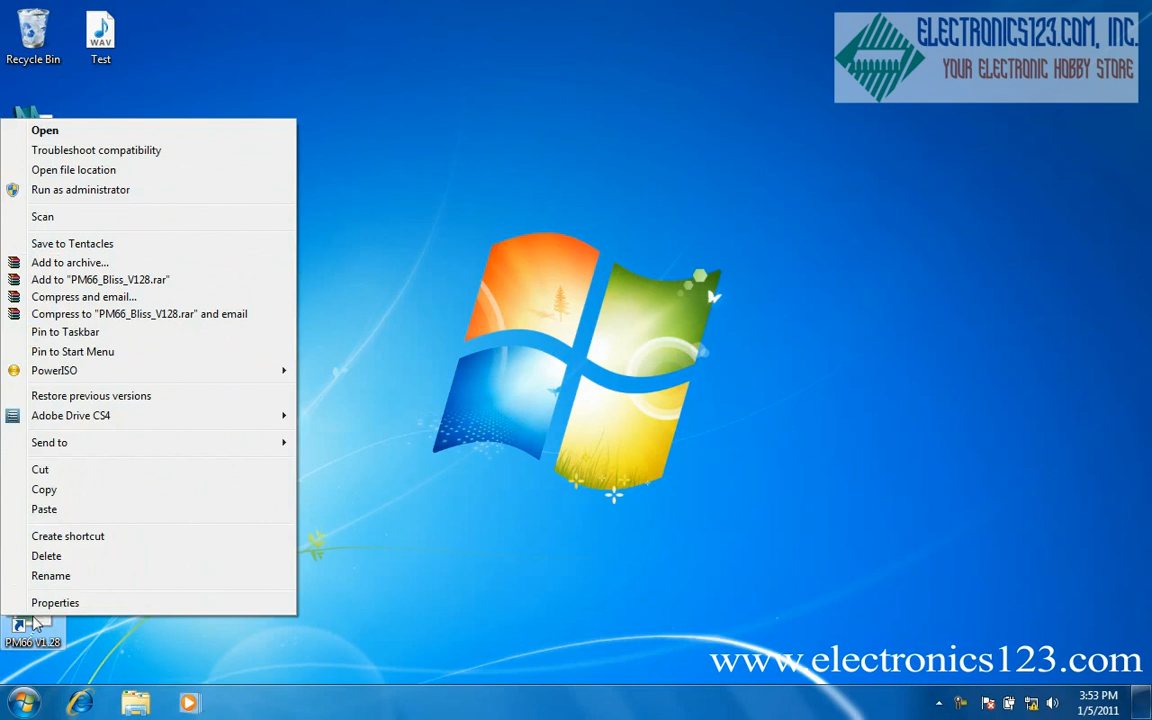 Recycle Bin
WAV
Test
ELECTRONICS123.COM, INC.
YOUR ELECTRONIC HOBBY STORE
Open
Troubleshoot compatibility
Open file location
Run as administrator
Scan
Save to Tentacles
Add to archive...
Add to "PM66_Bliss_V128.rar"
Compress and email...
Compress to "PM66_Bliss_V128.rar" and email
Pin to Taskbar
Pin to Start Menu
PowerISO
Restore previous versions
Adobe Drive CS4
Send to
Cut
Copy
Paste
Create shortcut
Delete
Rename
Properties
PM66 V1.28
www.electronics123.com
3:53 PM
1/5/2011